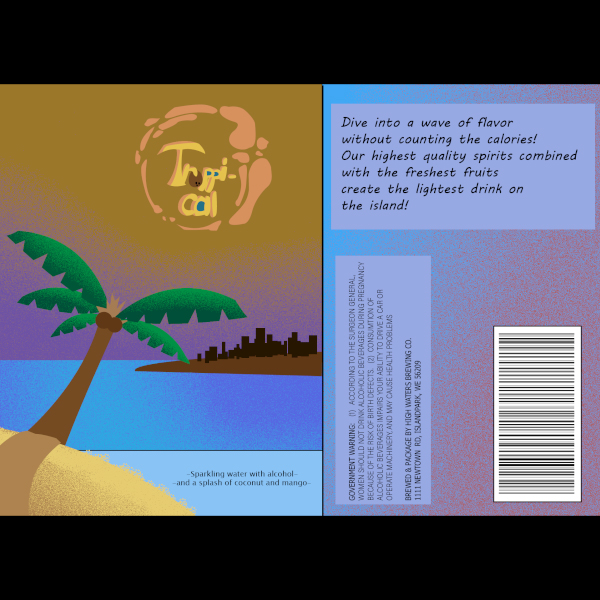 Tropi-
call
-Sparkling water with alcohol-
-and a splash of coconut and mango-
Dive into a wave of flavor
without counting the calories!
Our highest quality spirits combined
with the freshest fruits
create the lightest drink on
the island!
GOVERNMENT WARNING: (1) ACCORDING TO THE SURGEON GENERAL,
WOMEN SHOULD NOT DRINK ALCOHOLIC BEVERAGES DURING PREGNANCY
BECAUSE OF THE RISK OF BIRTH DEFECTS. (2) CONSUMTION OF
ALCOHOLIC BEVERAGES IMPAIRS YOUR ABILITY TO DRIVE A CAR OR
OPERATE MACHINERY, AND MAY CAUSE HEALTH PROBLEMS
BREWED & PACKAGE BY HIGH WATERS BREWING CO.
1111 NEWTOWN RD, ISLANDPARK, WE 56209